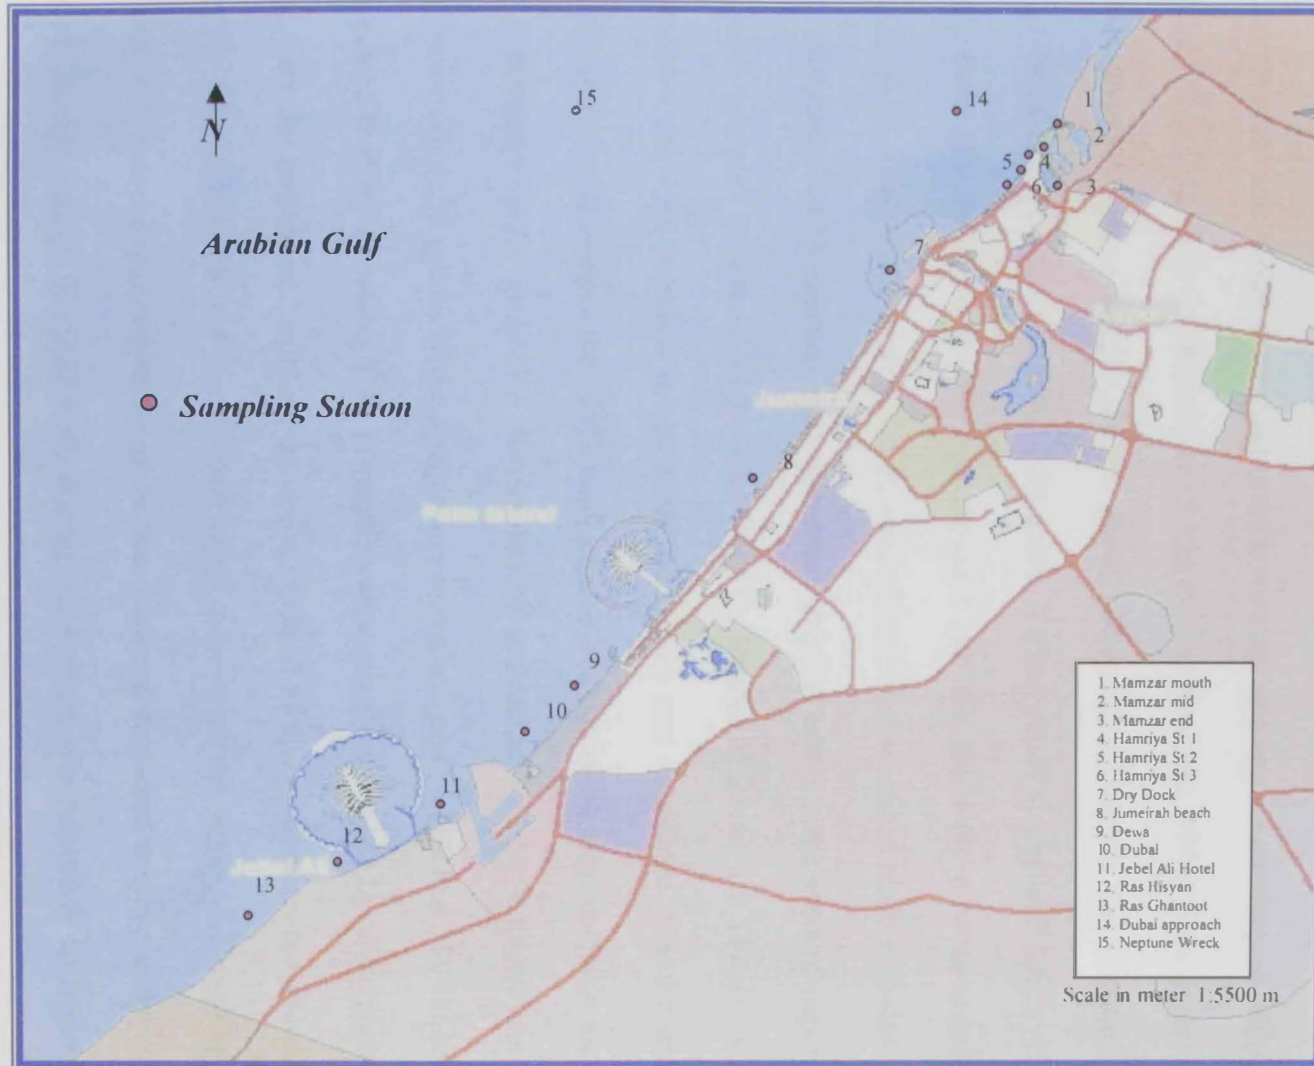 15
14
1
N
2
4
5
6
3
Arabian Gulf
7
Sampling Station
8
Palm Island
9
10
11
12
13
1. Mamzar mouth
2. Mamzar mid
3. Mamzar end
4. Hamriya St 1
5. Hamriya St 2
6. Hamriya St 3
7. Dry Dock
8. Jumeirah beach
9. Dewa
10. Dubal
11. Jebel Ali Hotel
12. Ras Hisyan
13. Ras Ghantoot
14. Dubai approach
15. Neptune Wreck
Scale in meter 1:5500 m